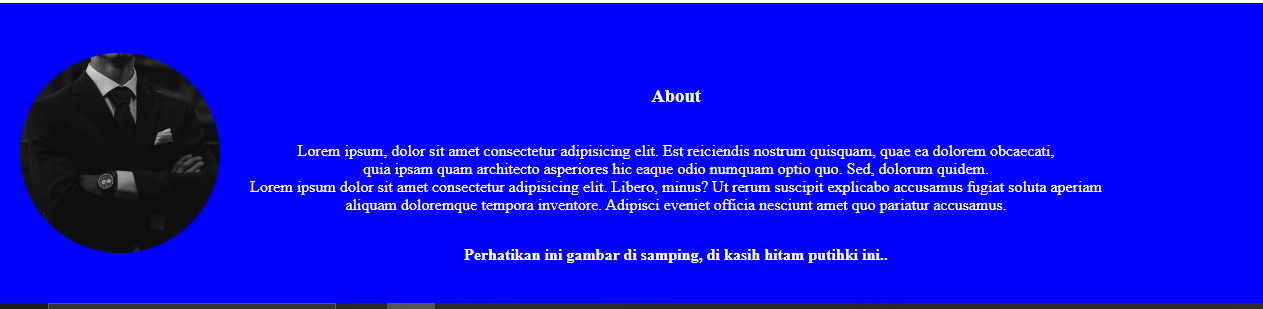 About
Lorem ipsum, dolor sit amet consectetur adipisicing elit. Est reiciendis nostrum quisquam, quae ea dolorem obcaecati,
quia ipsam quam architecto asperiores hic eaque odio numquam optio quo. Sed, dolorum quidem.
Lorem ipsum dolor sit amet consectetur adipisicing elit. Libero, minus? Ut rerum suscipit explicabo accusamus fugiat soluta aperiam
aliquam doloremque tempora inventore. Adipisci eveniet officia nesciunt amet quo pariatur accusamus.
Perhatikan ini gambar di samping, di kasih hitam putihki ini..